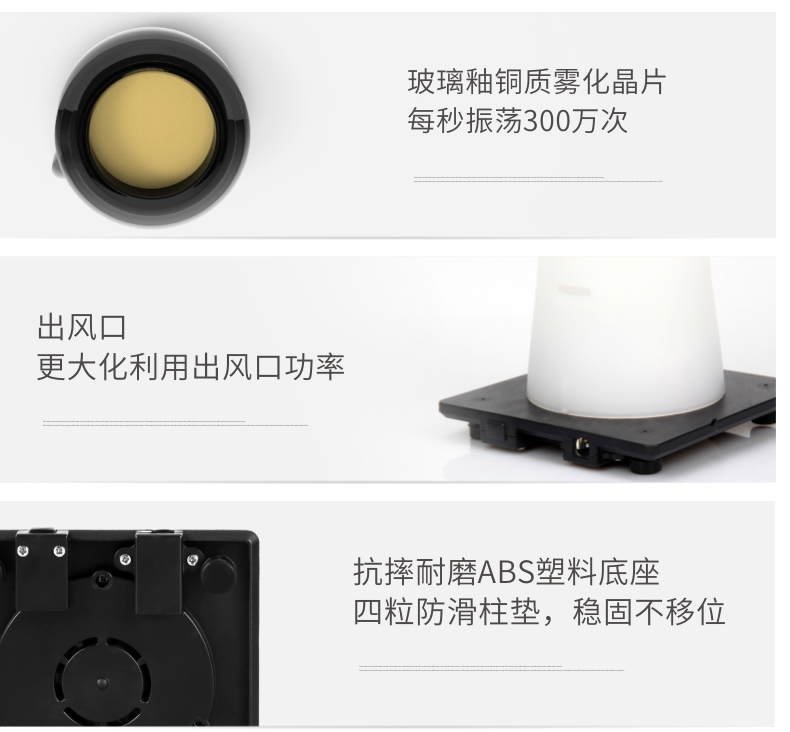 玻璃釉铜质雾化晶片
每秒振荡300万次
出风口
更大化利用出风口功率
抗摔耐磨ABS塑料底座
四粒防滑柱垫，稳固不移位